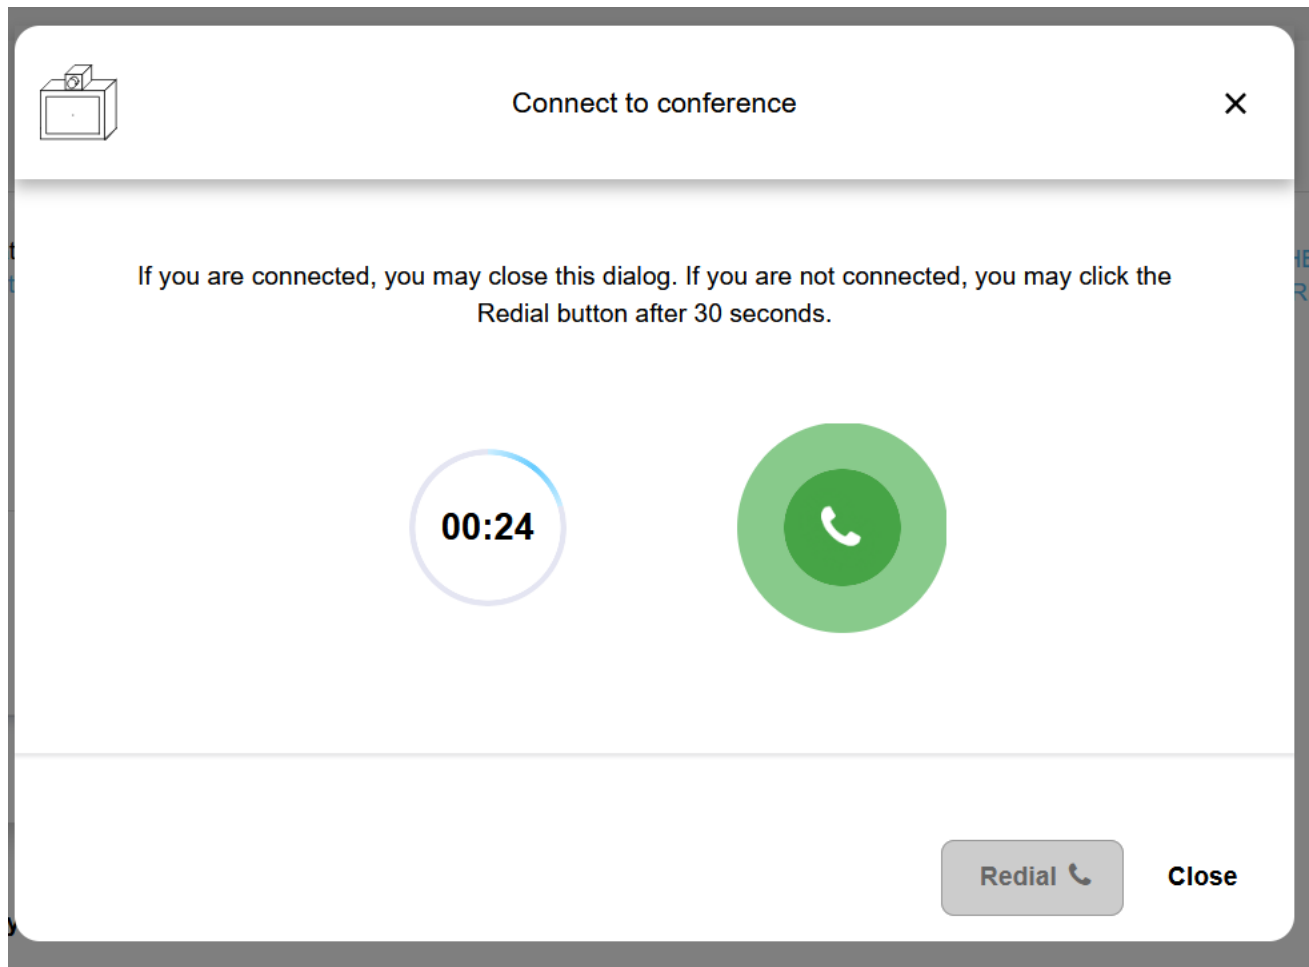 Connect to conference
If you are connected, you may close this dialog. If you are not connected, you may click the
Redial button after 30 seconds.
00:24
Redial
Close